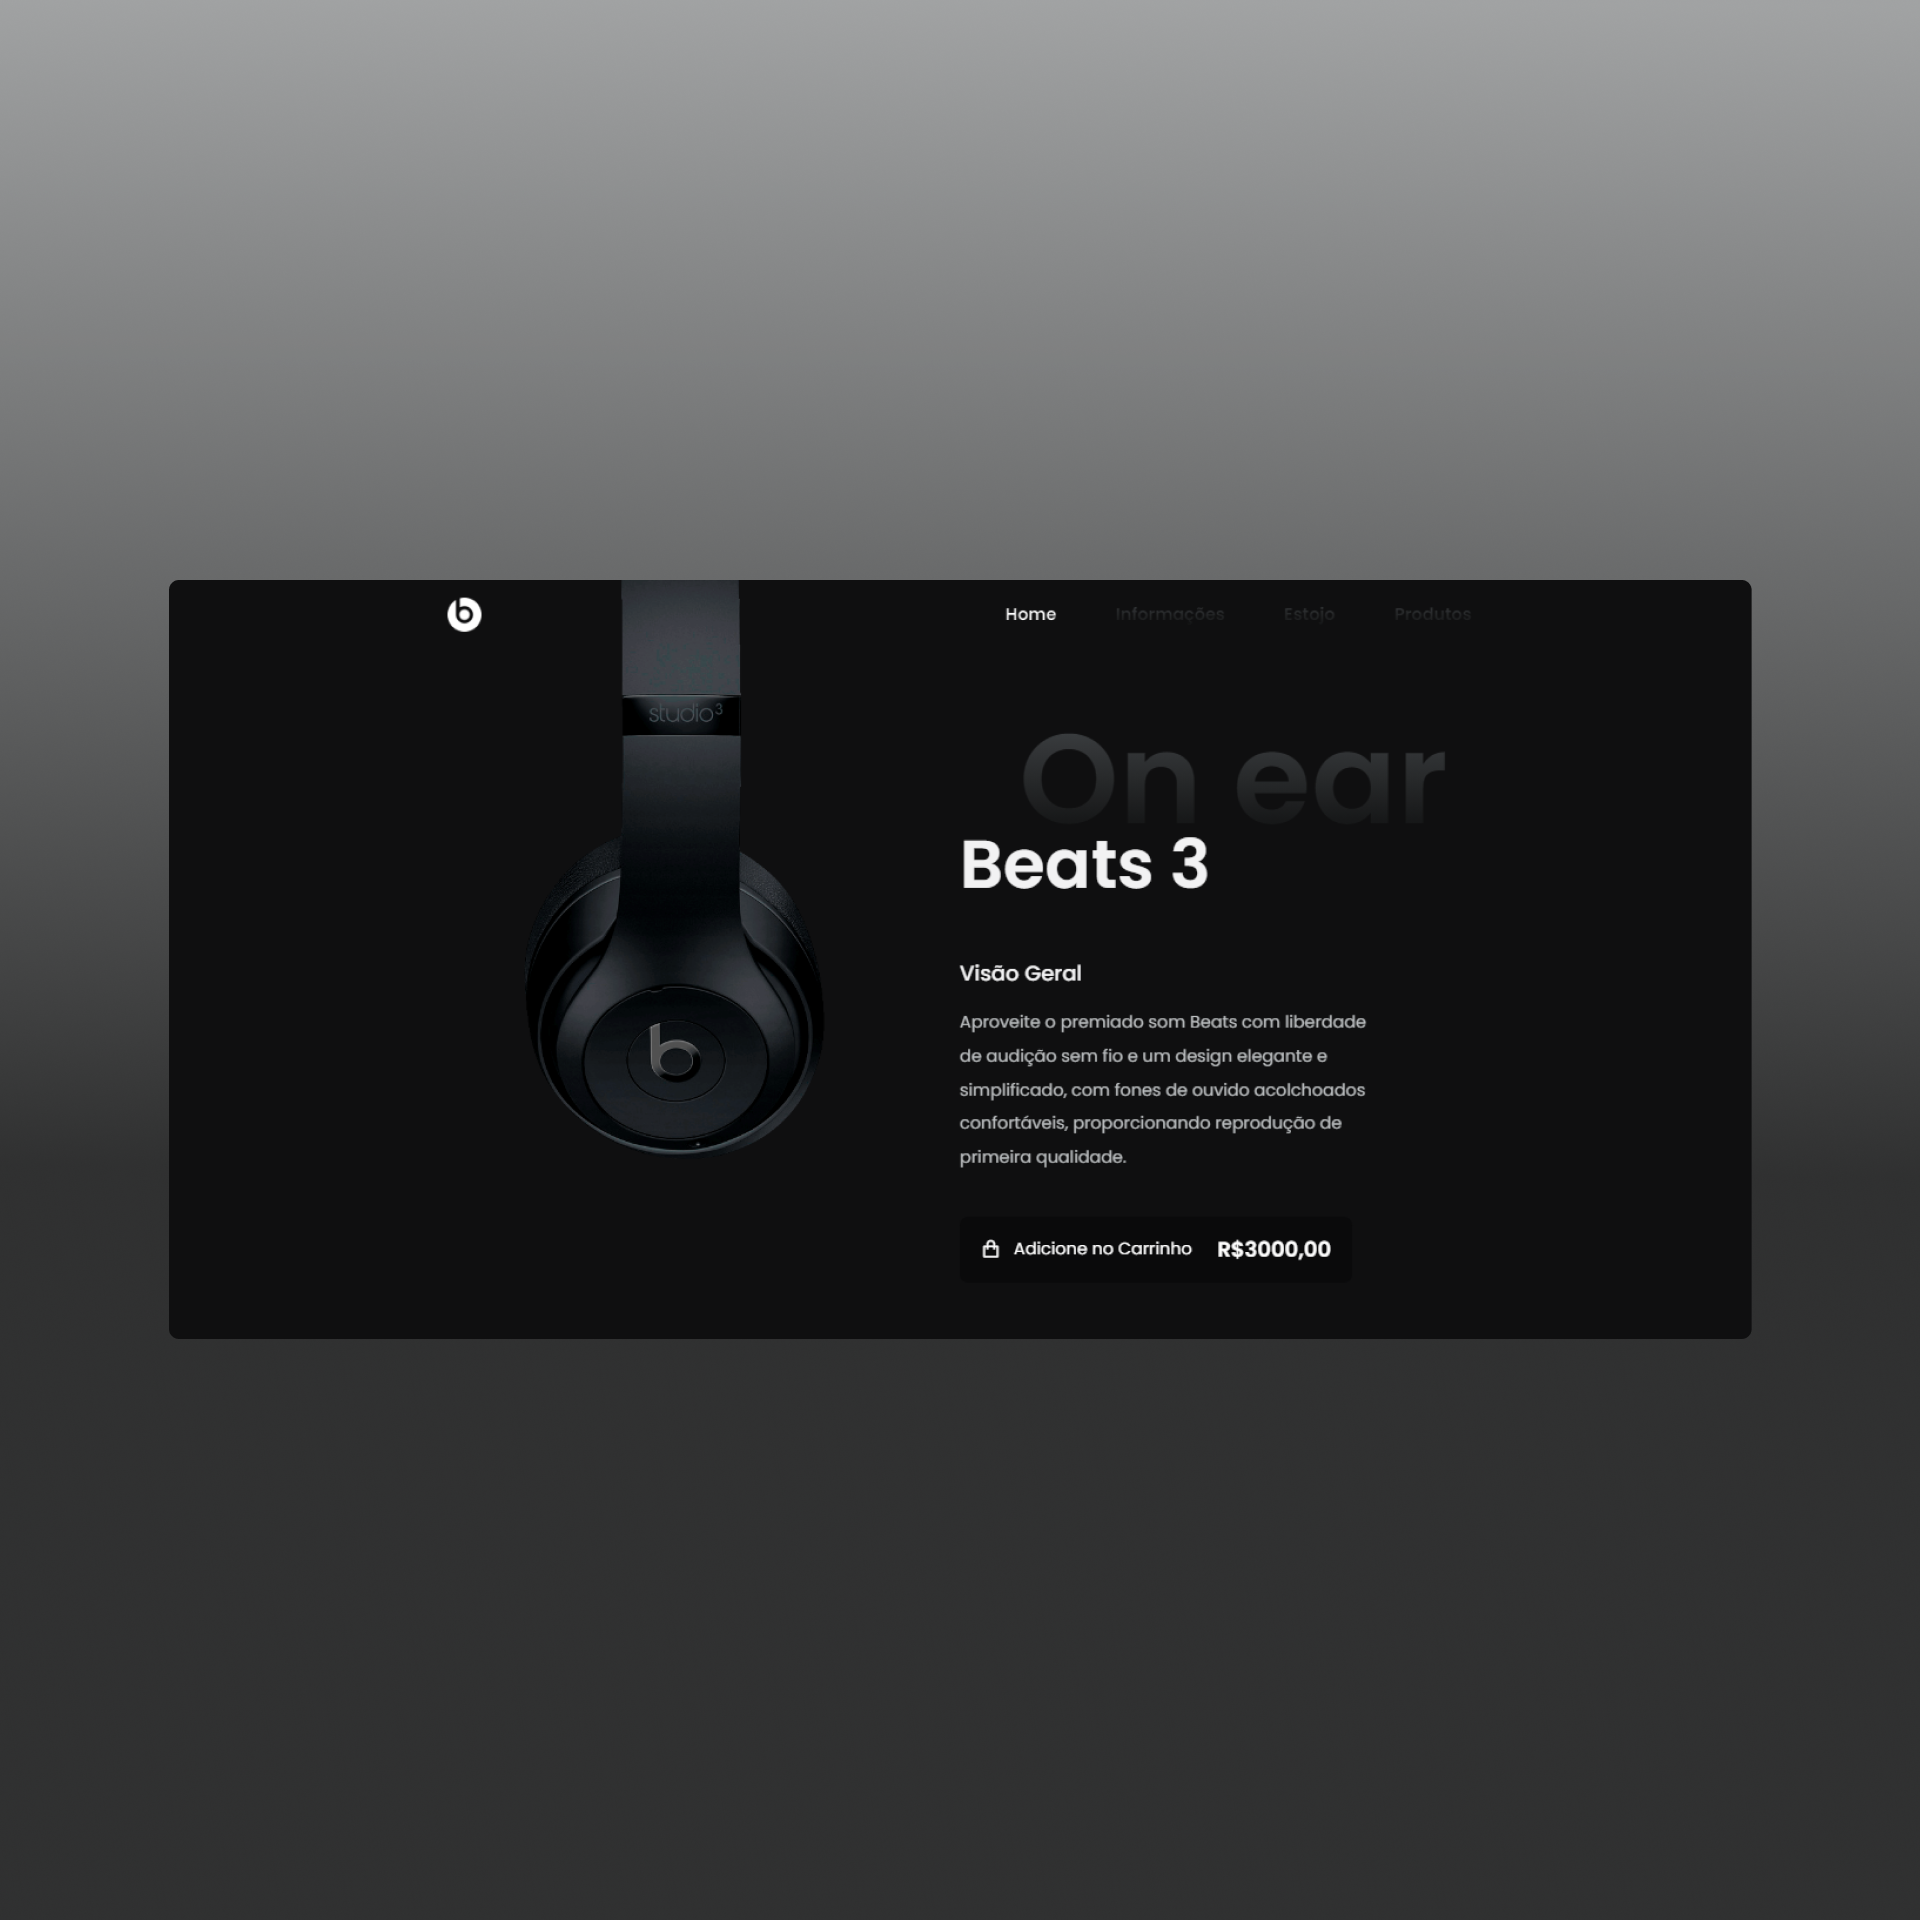 b
Home
Informações
Estojo
Produtos
studio³
On ear
Beats 3
Visão Geral
Aproveite o premiado som Beats com liberdade
de audição sem fio e um design elegante e
simplificado, com fones de ouvido acolchoados
confortáveis, proporcionando reprodução de
primeira qualidade.
b
Adicione no Carrinho R$3000,00